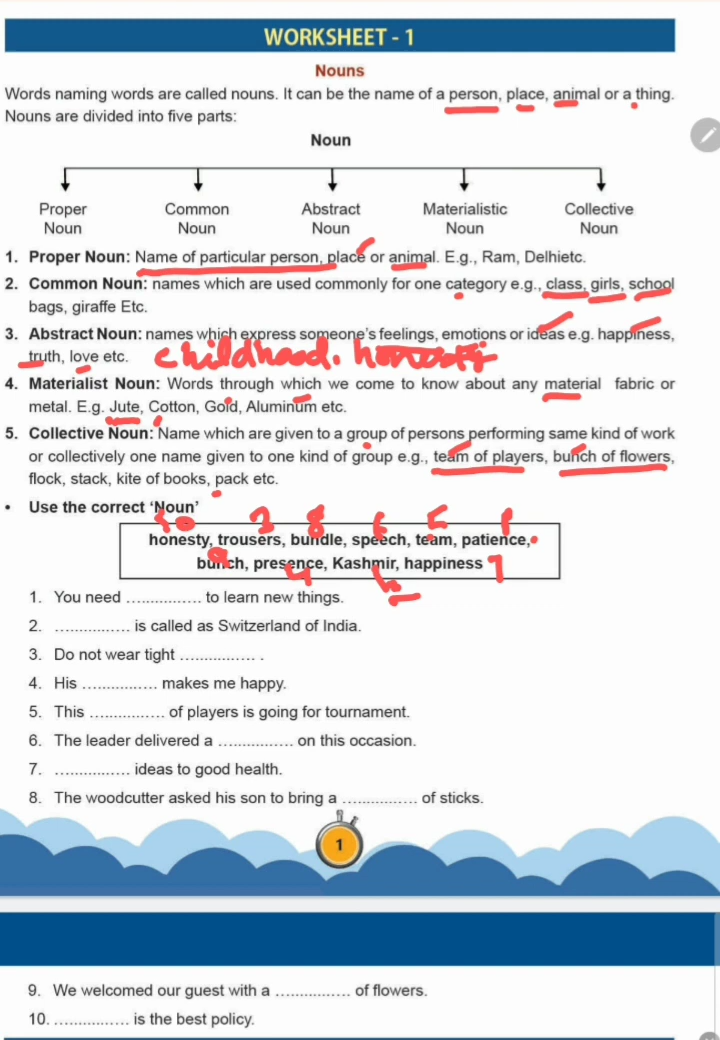 WORKSHEET - 1
Nouns
Words naming words are called nouns. It can be the name of a person, place, animal or a thing.
Nouns are divided into five parts:
Noun
Proper Noun
Common Noun
Abstract Noun
Materialistic Noun
Collective Noun
1. Proper Noun: Name of particular person, place or animal. E.g., Ram, Delhietc.
2. Common Noun: names which are used commonly for one category e.g., class, girls, school
bags, giraffe Etc.
3. Abstract Noun: names which express someone's feelings, emotions or ideas e.g. happiness,
truth, love etc. childhood. honesty
4. Materialist Noun: Words through which we come to know about any material fabric or
metal. E.g. Jute, Cotton, Gold, Aluminum etc.
5. Collective Noun: Name which are given to a group of persons performing same kind of work
or collectively one name given to one kind of group e.g., team of players, bunch of flowers,
flock, stack, kite of books, pack etc.
• Use the correct 'Noun'
10 3 8 6 5 1
honesty, trousers, bundle, speech, team, patience,
bunch, presence, Kashmir, happiness 7
9 4 2
1. You need ............... to learn new things.
2. ............... is called as Switzerland of India.
3. Do not wear tight ............... .
4. His ............... makes me happy.
5. This ............... of players is going for tournament.
6. The leader delivered a ............... on this occasion.
7. ............... ideas to good health.
8. The woodcutter asked his son to bring a ............... of sticks.
1
9. We welcomed our guest with a ............... of flowers.
10. ............... is the best policy.